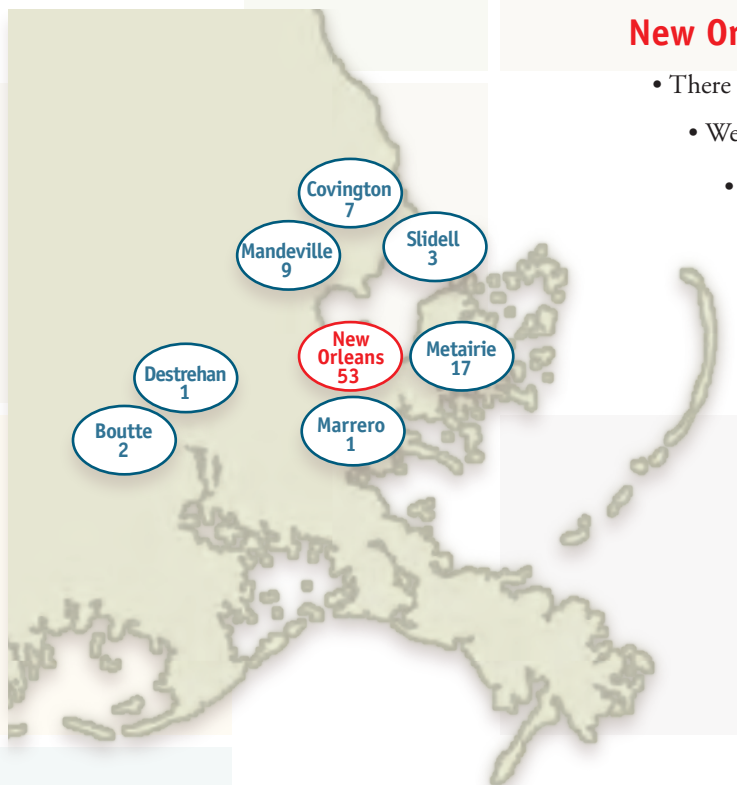 New Or
• There
• We
•
Covington
7
Mandeville
9
Slidell
3
New
Orleans
53
Metairie
17
Destrehan
1
Boutte
2
Marrero
1